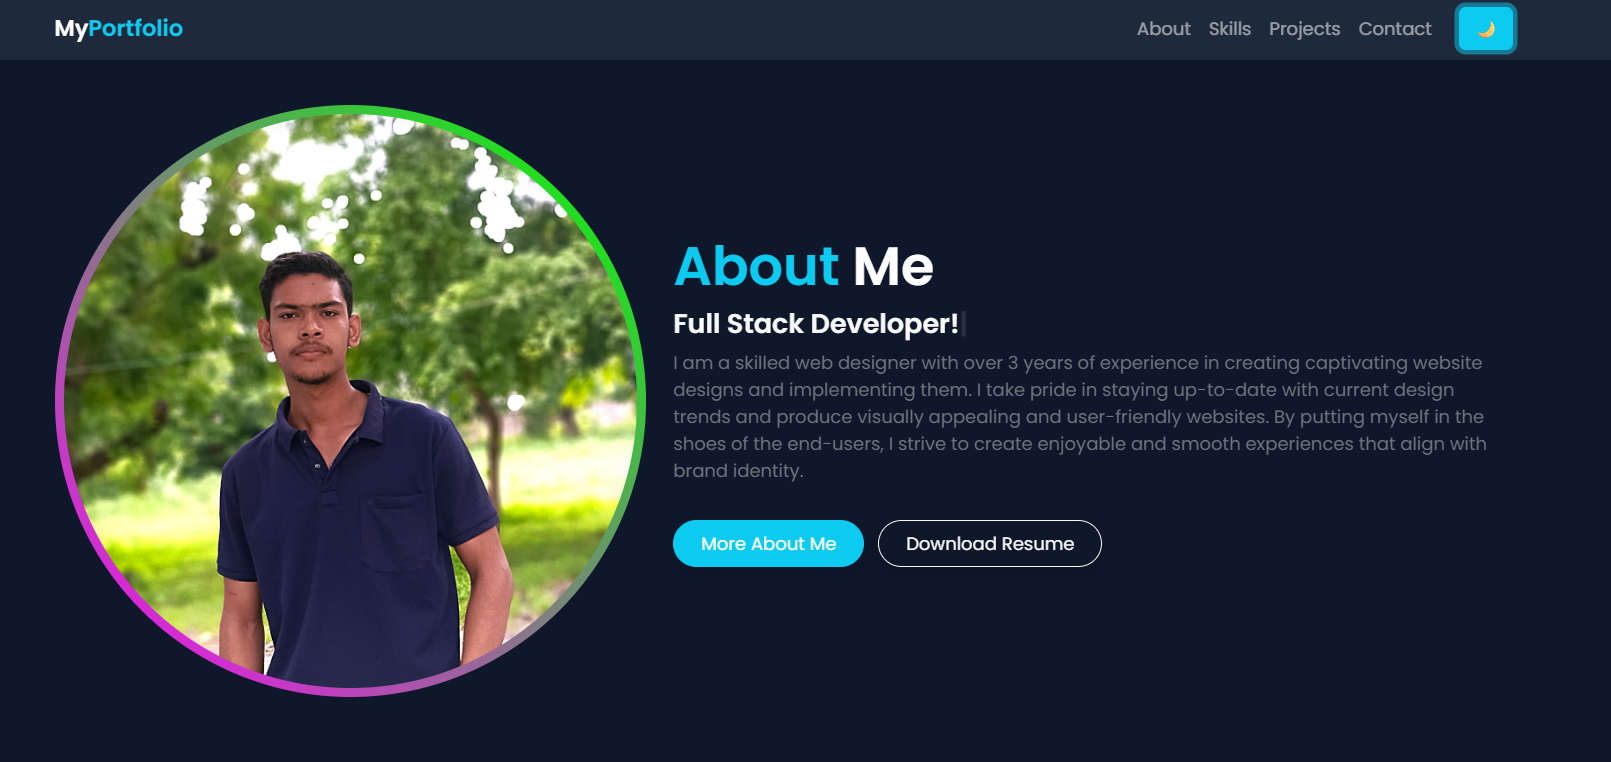 MyPortfolio
About Skills Projects Contact
About Me
Full Stack Developer!
I am a skilled web designer with over 3 years of experience in creating captivating website
designs and implementing them. I take pride in staying up-to-date with current design
trends and produce visually appealing and user-friendly websites. By putting myself in the
shoes of the end-users, I strive to create enjoyable and smooth experiences that align with
brand identity.
More About Me
Download Resume